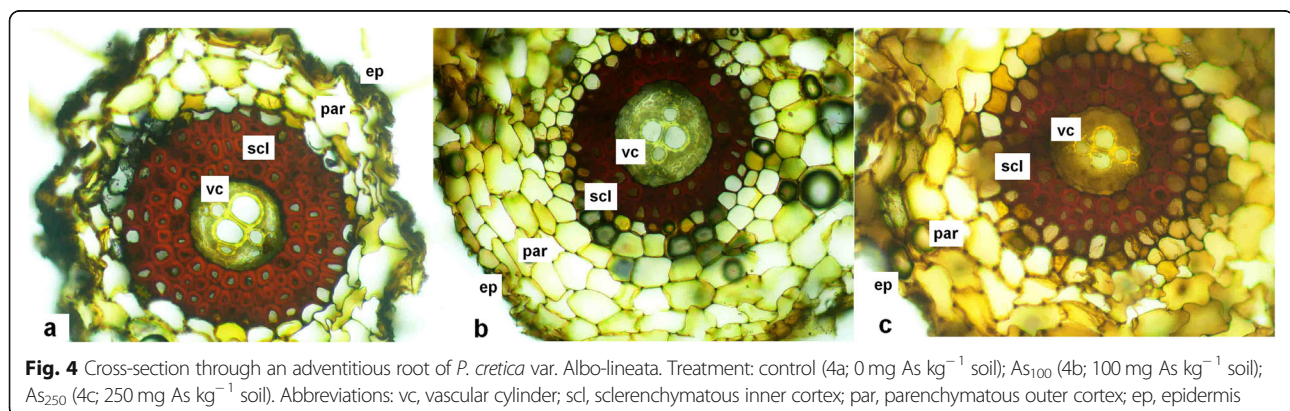 ep
par
scl
vc
a
vc
scl
par
ep
b
vc
scl
par
ep
c
Fig. 4 Cross-section through an adventitious root of P. cretica var. Albo-lineata. Treatment: control (4a; 0 mg As kg⁻¹ soil); As₁₀₀ (4b; 100 mg As kg⁻¹ soil);
As₂₅₀ (4c; 250 mg As kg⁻¹ soil). Abbreviations: vc, vascular cylinder; scl, sclerenchymatous inner cortex; par, parenchymatous outer cortex; ep, epidermis